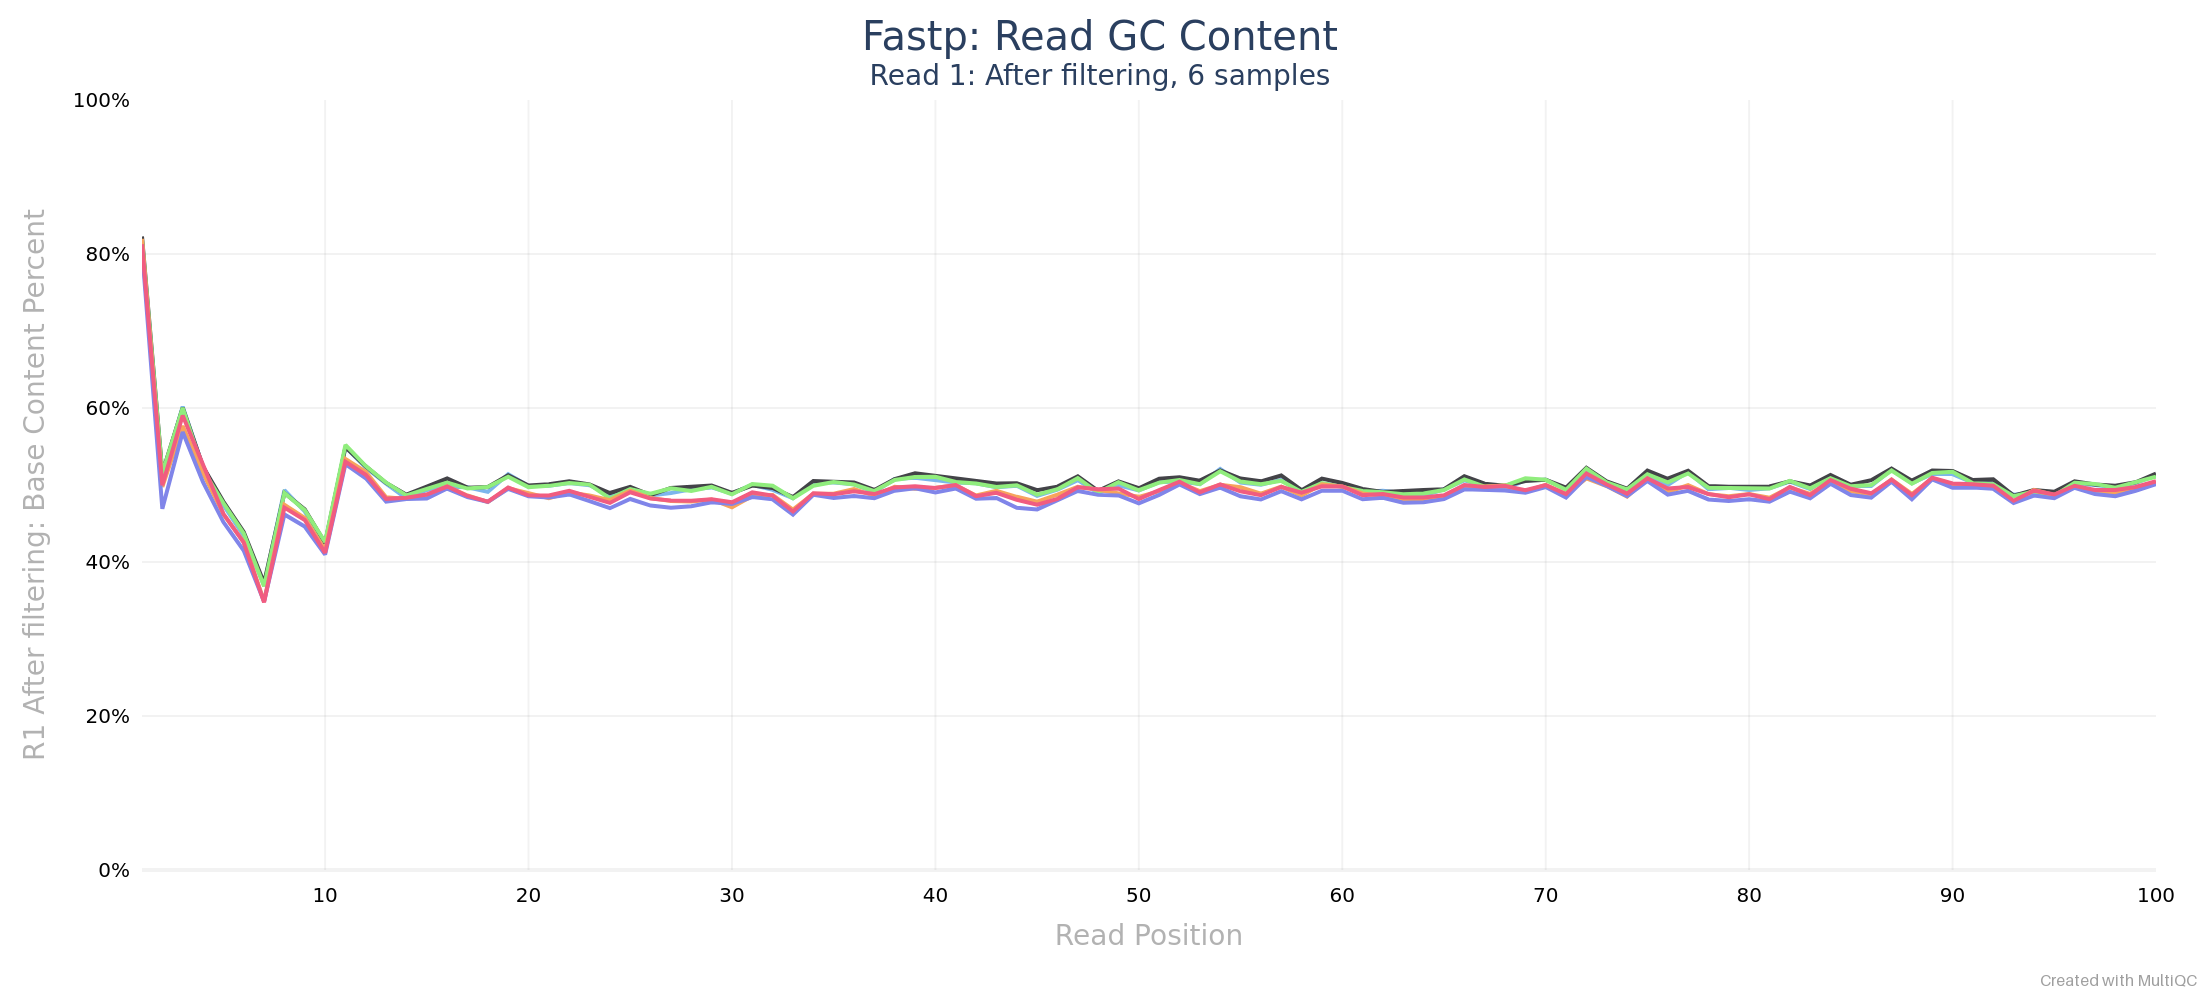 Fastp: Read GC Content
Read 1: After filtering, 6 samples
R1 After filtering: Base Content Percent
100%
80%
60%
40%
20%
0%
10 20 30 40 50 60 70 80 90 100
Read Position
Created with MultiQC